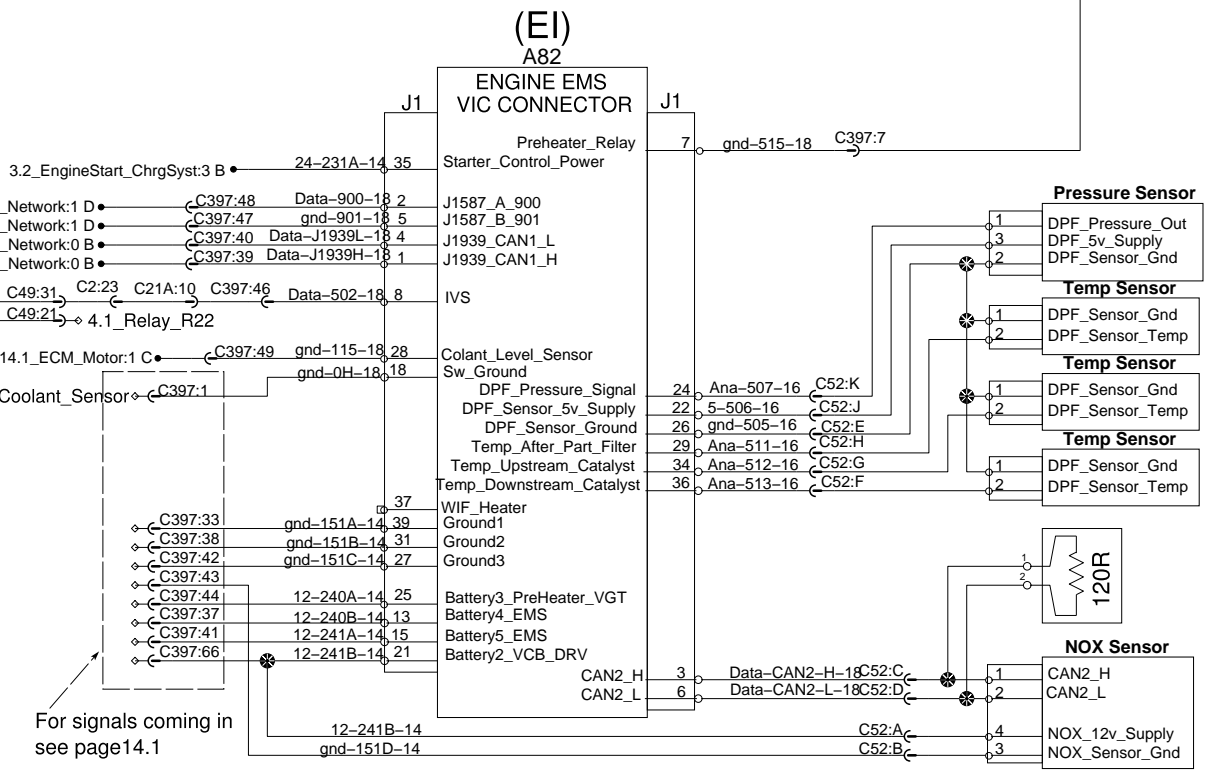 (EI)
A82
ENGINE EMS
VIC CONNECTOR
J1
J1
Preheater_Relay 7 gnd-515-18 C397:7
3.2_EngineStart_ChrgSyst:3 B 24-231A-14 35 Starter_Control_Power
_Network:1 D C397:48 Data-900-18 2 J1587_A_900
_Network:1 D C397:47 gnd-901-18 5 J1587_B_901
_Network:0 B C397:40 Data-J1939L-18 4 J1939_CAN1_L
_Network:0 B C397:39 Data-J1939H-18 1 J1939_CAN1_H
C49:31 C2:23 C21A:10 C397:46 Data-502-18 8 IVS
C49:21 4.1_Relay_R22
14.1_ECM_Motor:1 C C397:49 gnd-115-18 28 Colant_Level_Sensor
gnd-0H-18 18 Sw_Ground
Coolant_Sensor C397:1
DPF_Pressure_Signal 24 Ana-507-16 C52:K
DPF_Sensor_5v_Supply 22 5-506-16 C52:J
DPF_Sensor_Ground 26 gnd-505-16 C52:E
Temp_After_Part_Filter 29 Ana-511-16 C52:H
Temp_Upstream_Catalyst 34 Ana-512-16 C52:G
Temp_Downstream_Catalyst 36 Ana-513-16 C52:F
37 WIF_Heater
C397:33 gnd-151A-14 39 Ground1
C397:38 gnd-151B-14 31 Ground2
C397:42 gnd-151C-14 27 Ground3
C397:43
C397:44 12-240A-14 25 Battery3_PreHeater_VGT
C397:37 12-240B-14 13 Battery4_EMS
C397:41 12-241A-14 15 Battery5_EMS
C397:66 12-241B-14 21 Battery2_VCB_DRV
CAN2_H 3 Data-CAN2-H-18 C52:C
CAN2_L 6 Data-CAN2-L-18 C52:D
12-241B-14 C52:A
gnd-151D-14 C52:B
For signals coming in
see page14.1
Pressure Sensor
1 DPF_Pressure_Out
3 DPF_5v_Supply
2 DPF_Sensor_Gnd
Temp Sensor
1 DPF_Sensor_Gnd
2 DPF_Sensor_Temp
Temp Sensor
1 DPF_Sensor_Gnd
2 DPF_Sensor_Temp
Temp Sensor
1 DPF_Sensor_Gnd
2 DPF_Sensor_Temp
1
2
120R
NOX Sensor
1 CAN2_H
2 CAN2_L
4 NOX_12v_Supply
3 NOX_Sensor_Gnd